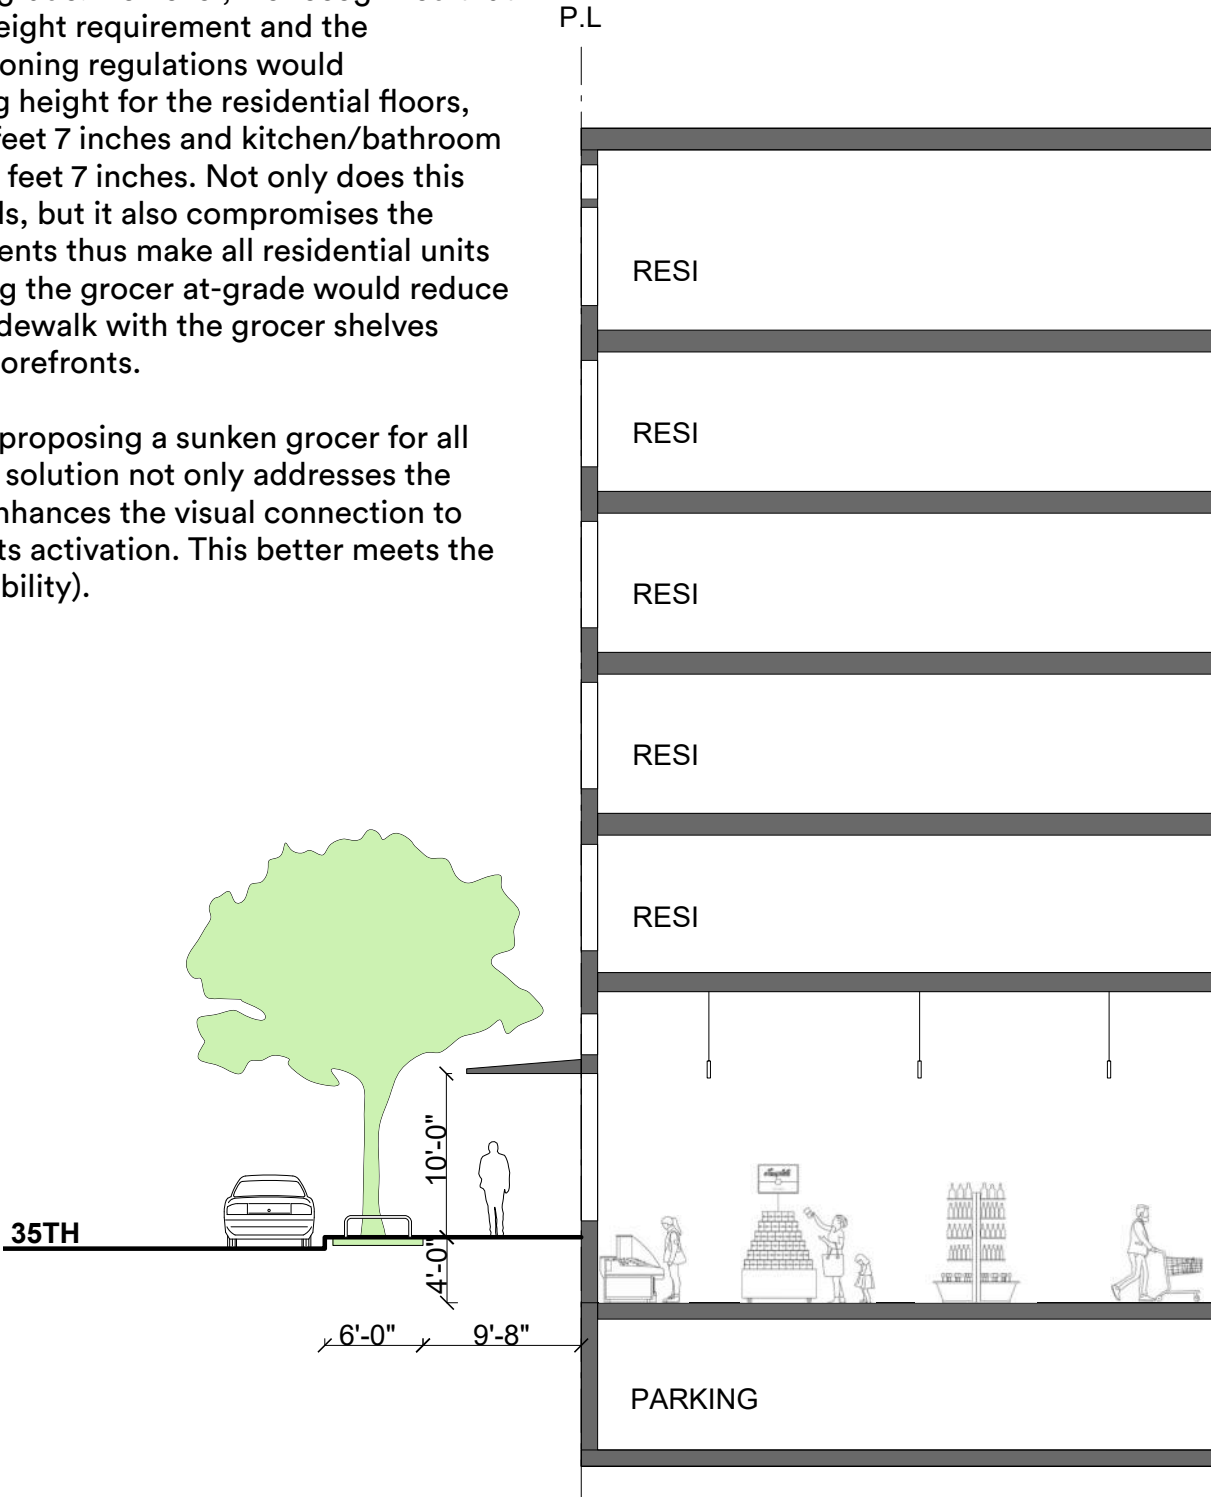 eight requirement and the
oning regulations would
g height for the residential floors,
feet 7 inches and kitchen/bathroom
feet 7 inches. Not only does this
ls, but it also compromises the
ents thus make all residential units
g the grocer at-grade would reduce
dewalk with the grocer shelves
orefronts.
proposing a sunken grocer for all
solution not only addresses the
nhances the visual connection to
ts activation. This better meets the
bility).
P.L
RESI
RESI
RESI
RESI
RESI
10'-0"
35TH
4'-0"
6'-0" 9'-8"
PARKING